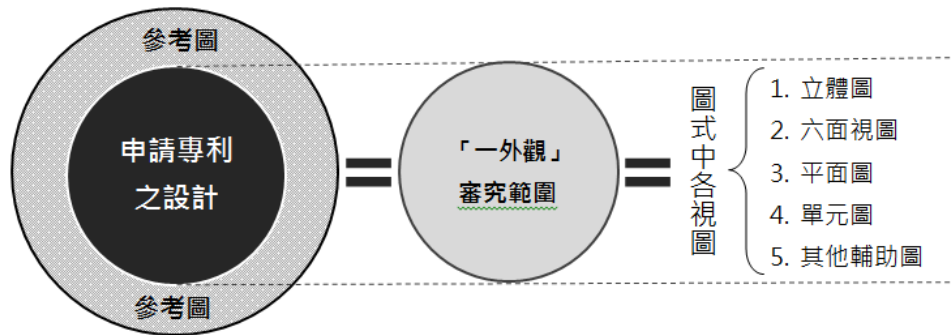 參考圖
申請專利
之設計
參考圖
「一外觀」
審究範圍
圖式中各視圖
1. 立體圖
2. 六面視圖
3. 平面圖
4. 單元圖
5. 其他輔助圖